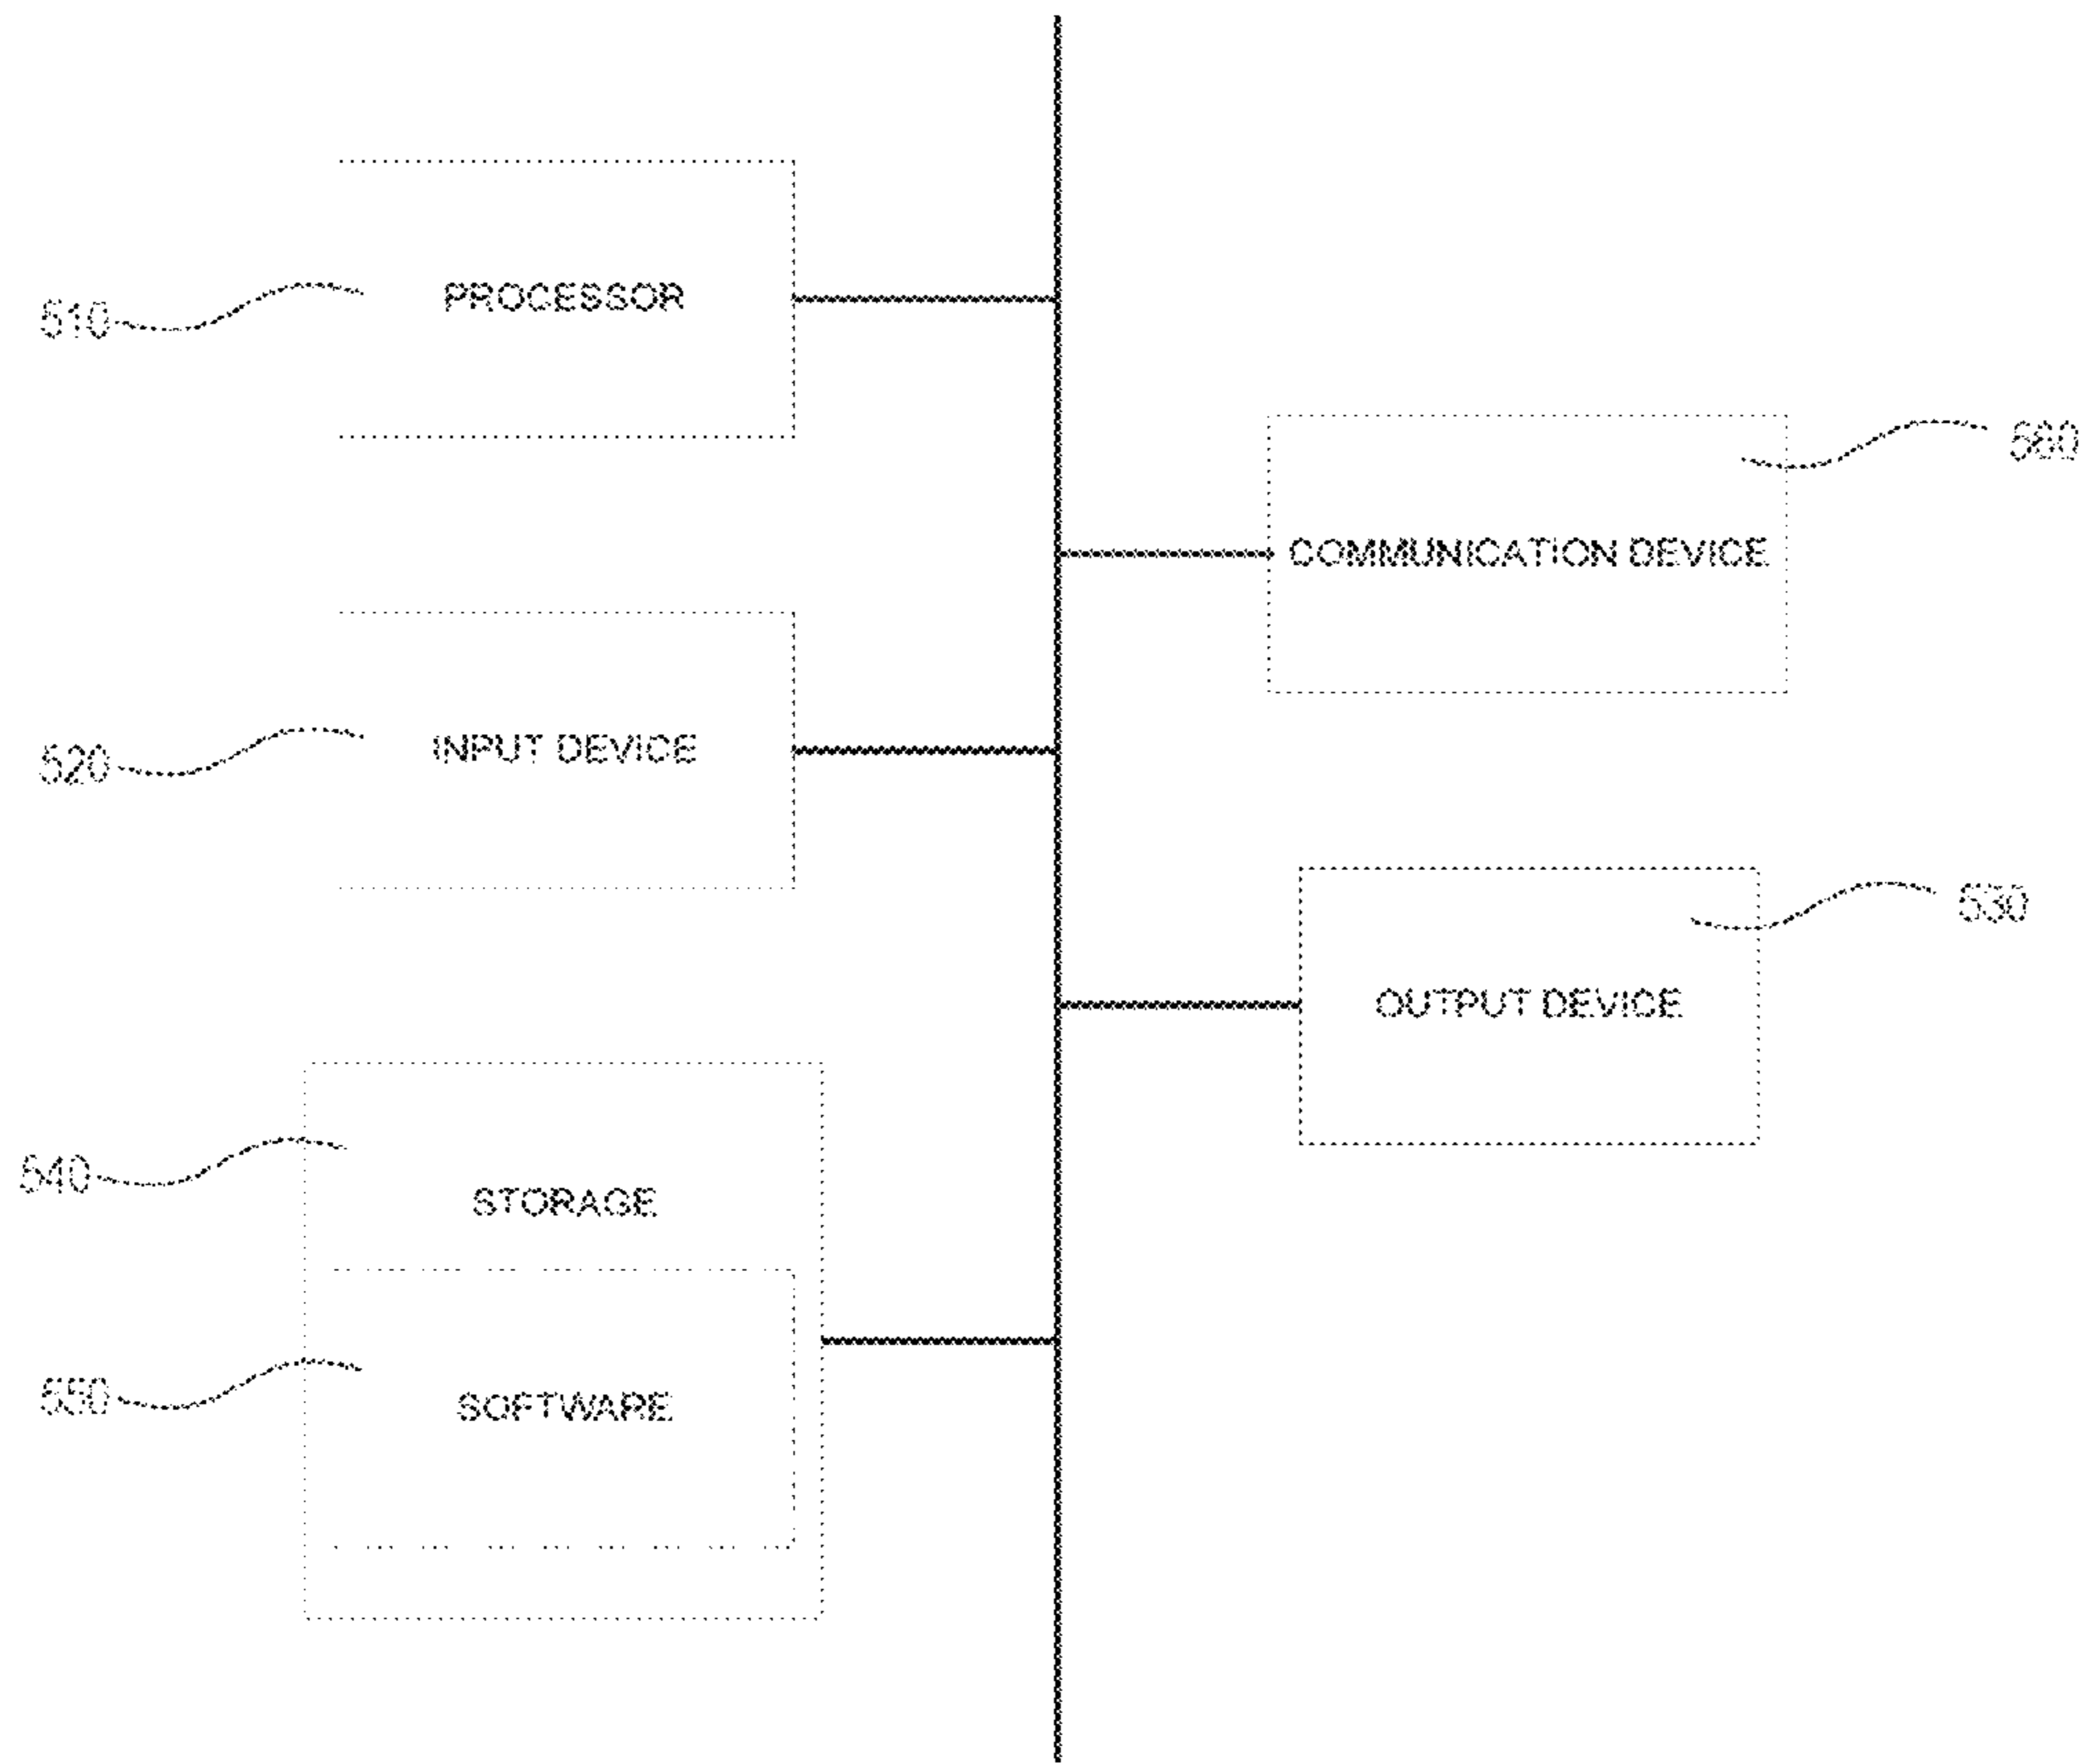 510
PROCESSOR
560
COMMUNICATION DEVICE
520
INPUT DEVICE
530
OUTPUT DEVICE
540
STORAGE
550
SOFTWARE